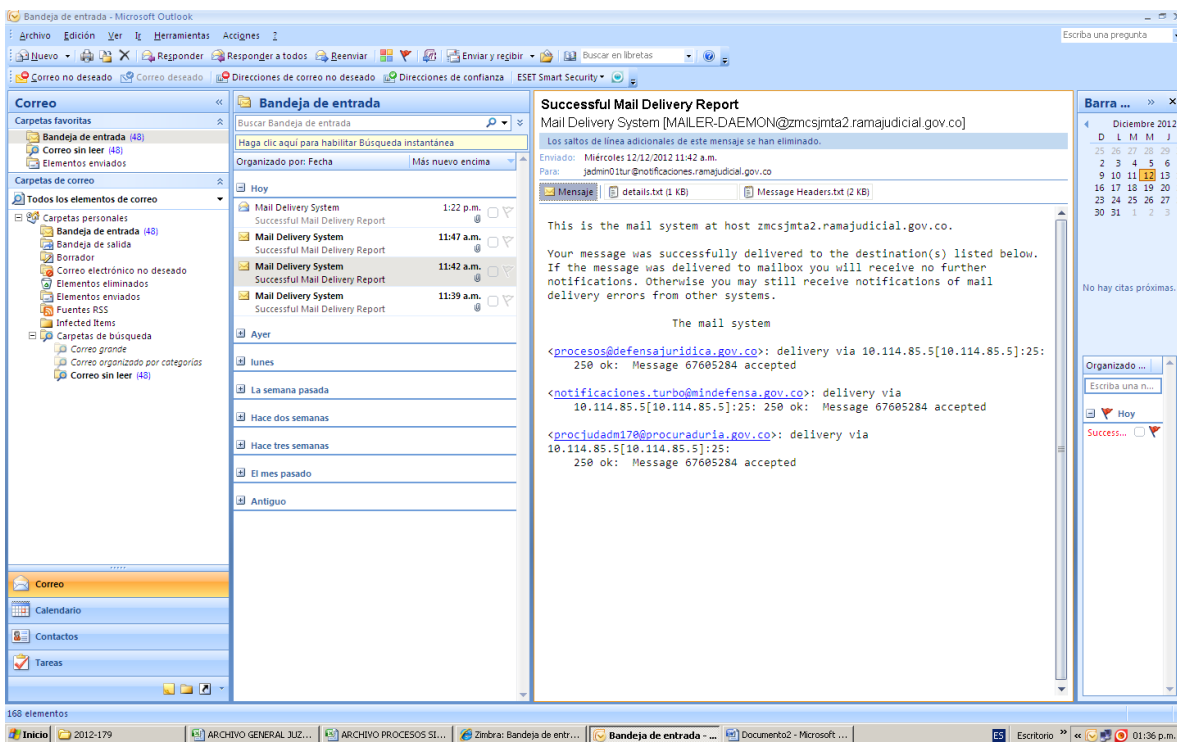 Bandeja de entrada - Microsoft Outlook
Archivo Edición Ver Ir Herramientas Acciones ?
Escriba una pregunta
Nuevo Responder Responder a todos Reenviar Enviar y recibir Buscar en libretas
Correo no deseado Correo deseado Direcciones de correo no deseado Direcciones de confianza ESET Smart Security
Correo «
Carpetas favoritas
Bandeja de entrada (48)
Correo sin leer (48)
Elementos enviados
Carpetas de correo
Todos los elementos de correo
Carpetas personales
Bandeja de entrada (48)
Bandeja de salida
Borrador
Correo electrónico no deseado
Elementos eliminados
Elementos enviados
Fuentes RSS
Infected Items
Carpetas de búsqueda
Correo grande
Correo organizado por categorías
Correo sin leer (48)
Correo
Calendario
Contactos
Tareas
Bandeja de entrada
Buscar Bandeja de entrada
Haga clic aquí para habilitar Búsqueda instantánea
Organizado por: Fecha Más nuevo encima
Hoy
Mail Delivery System 1:22 p.m.
Successful Mail Delivery Report
Mail Delivery System 11:47 a.m.
Successful Mail Delivery Report
Mail Delivery System 11:42 a.m.
Successful Mail Delivery Report
Mail Delivery System 11:39 a.m.
Successful Mail Delivery Report
Ayer
lunes
La semana pasada
Hace dos semanas
Hace tres semanas
El mes pasado
Antiguo
Successful Mail Delivery Report
Mail Delivery System [MAILER-DAEMON@zmcsjmta2.ramajudicial.gov.co]
Los saltos de línea adicionales de este mensaje se han eliminado.
Enviado: Miércoles 12/12/2012 11:42 a.m.
Para: jadmin01tur@notificaciones.ramajudicial.gov.co
Mensaje details.txt (1 KB) Message Headers.txt (2 KB)
This is the mail system at host zmcsjmta2.ramajudicial.gov.co.
Your message was successfully delivered to the destination(s) listed below.
If the message was delivered to mailbox you will receive no further
notifications. Otherwise you may still receive notifications of mail
delivery errors from other systems.
The mail system
<procesos@defensajuridica.gov.co>: delivery via 10.114.85.5[10.114.85.5]:25:
250 ok: Message 67605284 accepted
<notificaciones.turbo@mindefensa.gov.co>: delivery via
10.114.85.5[10.114.85.5]:25: 250 ok: Message 67605284 accepted
<procjudadm170@procuraduria.gov.co>: delivery via
10.114.85.5[10.114.85.5]:25:
250 ok: Message 67605284 accepted
Barra ... »
Diciembre 2012
D L M M J
25 26 27 28 29
2 3 4 5 6
9 10 11 12 13
16 17 18 19 20
23 24 25 26 27
30 31 1 2 3
No hay citas próximas.
Organizado ...
Escriba una n...
Hoy
Success...
168 elementos
Inicio 2012-179 ARCHIVO GENERAL JUZ... ARCHIVO PROCESOS SI... Zimbra: Bandeja de entr... Bandeja de entrada - ... Documento2 - Microsoft ... ES Escritorio » « 01:36 p.m.